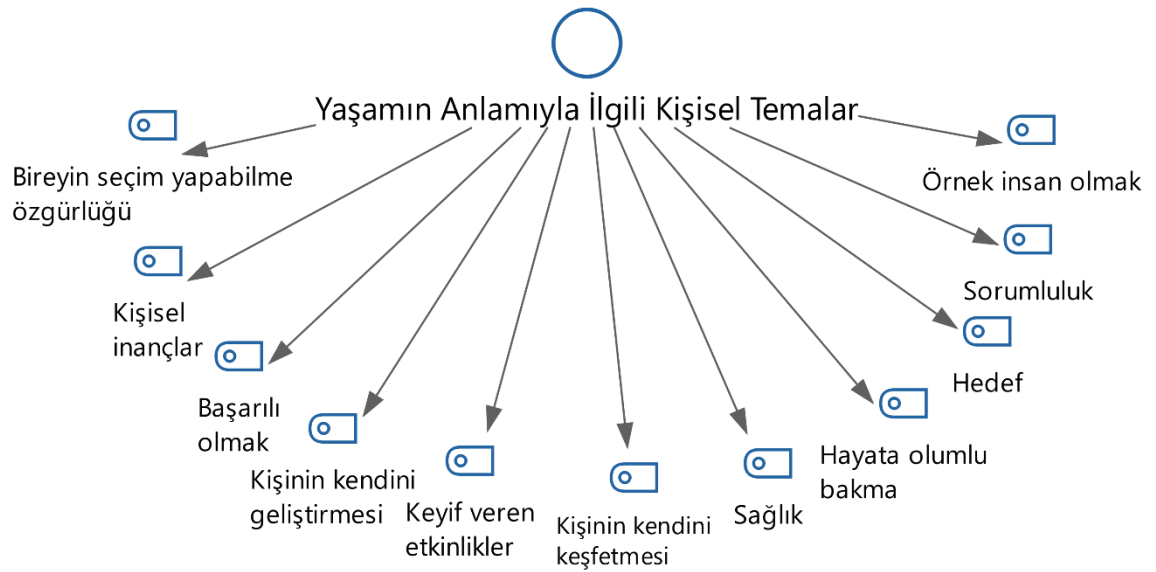 Yaşamın Anlamıyla İlgili Kişisel Temalar
Bireyin seçim yapabilme
özgürlüğü
Kişisel
inançlar
Başarılı
olmak
Kişinin kendini
geliştirmesi
Keyif veren
etkinlikler
Kişinin kendini
keşfetmesi
Sağlık
Hayata olumlu
bakma
Hedef
Sorumluluk
Örnek insan olmak